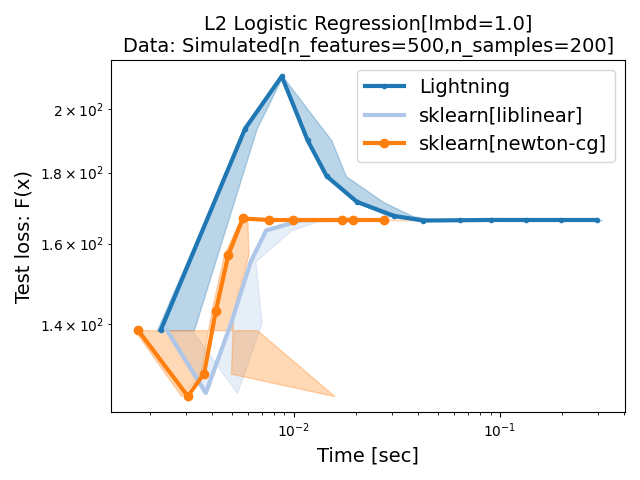 L2 Logistic Regression[lmbd=1.0]
Data: Simulated[n_features=500,n_samples=200]
Lightning
sklearn[liblinear]
sklearn[newton-cg]
Test loss: F(x)
2 × 10²
1.8 × 10²
1.6 × 10²
1.4 × 10²
10⁻²
10⁻¹
Time [sec]